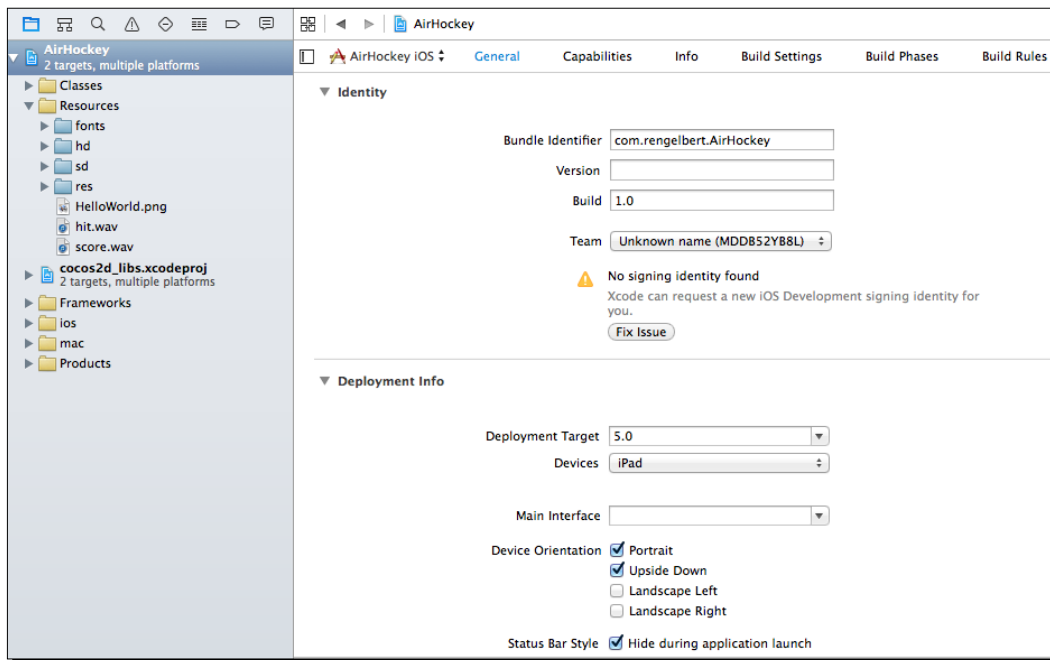 AirHockey
AirHockey
2 targets, multiple platforms
Classes
Resources
fonts
hd
sd
res
HelloWorld.png
hit.wav
score.wav
cocos2d_libs.xcodeproj
2 targets, multiple platforms
Frameworks
ios
mac
Products
AirHockey iOS
General
Capabilities
Info
Build Settings
Build Phases
Build Rules
Identity
Bundle Identifier com.rengelbert.AirHockey
Version
Build 1.0
Team Unknown name (MDDB52YB8L)
No signing identity found
Xcode can request a new iOS Development signing identity for
you.
Fix Issue
Deployment Info
Deployment Target 5.0
Devices iPad
Main Interface
Device Orientation Portrait
Upside Down
Landscape Left
Landscape Right
Status Bar Style Hide during application launch